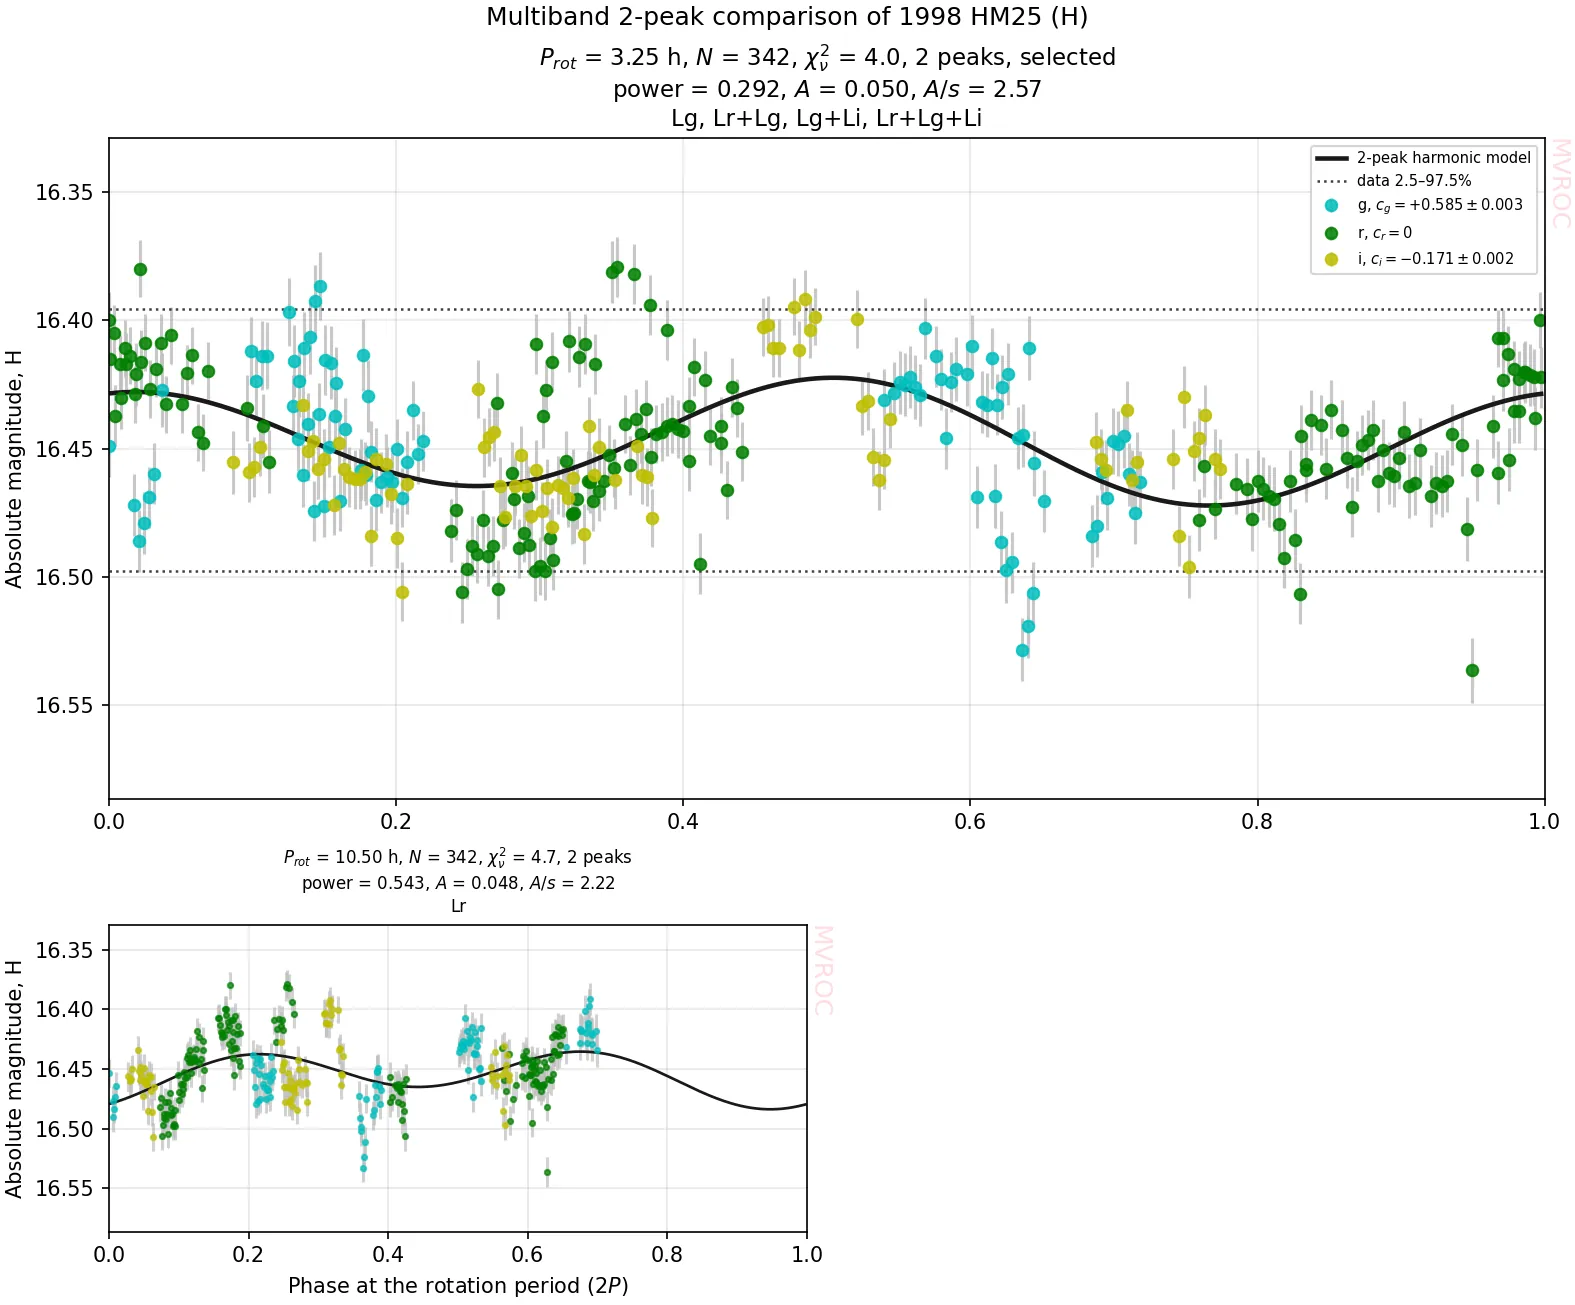 Multiband 2-peak comparison of 1998 HM25 (H)
P_rot = 3.25 h, N = 342, χ²_ν = 4.0, 2 peaks, selected
power = 0.292, A = 0.050, A/s = 2.57
Lg, Lr+Lg, Lg+Li, Lr+Lg+Li
2-peak harmonic model
data 2.5–97.5%
g, c_g = +0.585 ± 0.003
r, c_r = 0
i, c_i = −0.171 ± 0.002
MVROC
Absolute magnitude, H
16.35
16.40
16.45
16.50
16.55
0.0 0.2 0.4 0.6 0.8 1.0
P_rot = 10.50 h, N = 342, χ²_ν = 4.7, 2 peaks
power = 0.543, A = 0.048, A/s = 2.22
Lr
MVROC
Absolute magnitude, H
16.35
16.40
16.45
16.50
16.55
0.0 0.2 0.4 0.6 0.8 1.0
Phase at the rotation period (2P)